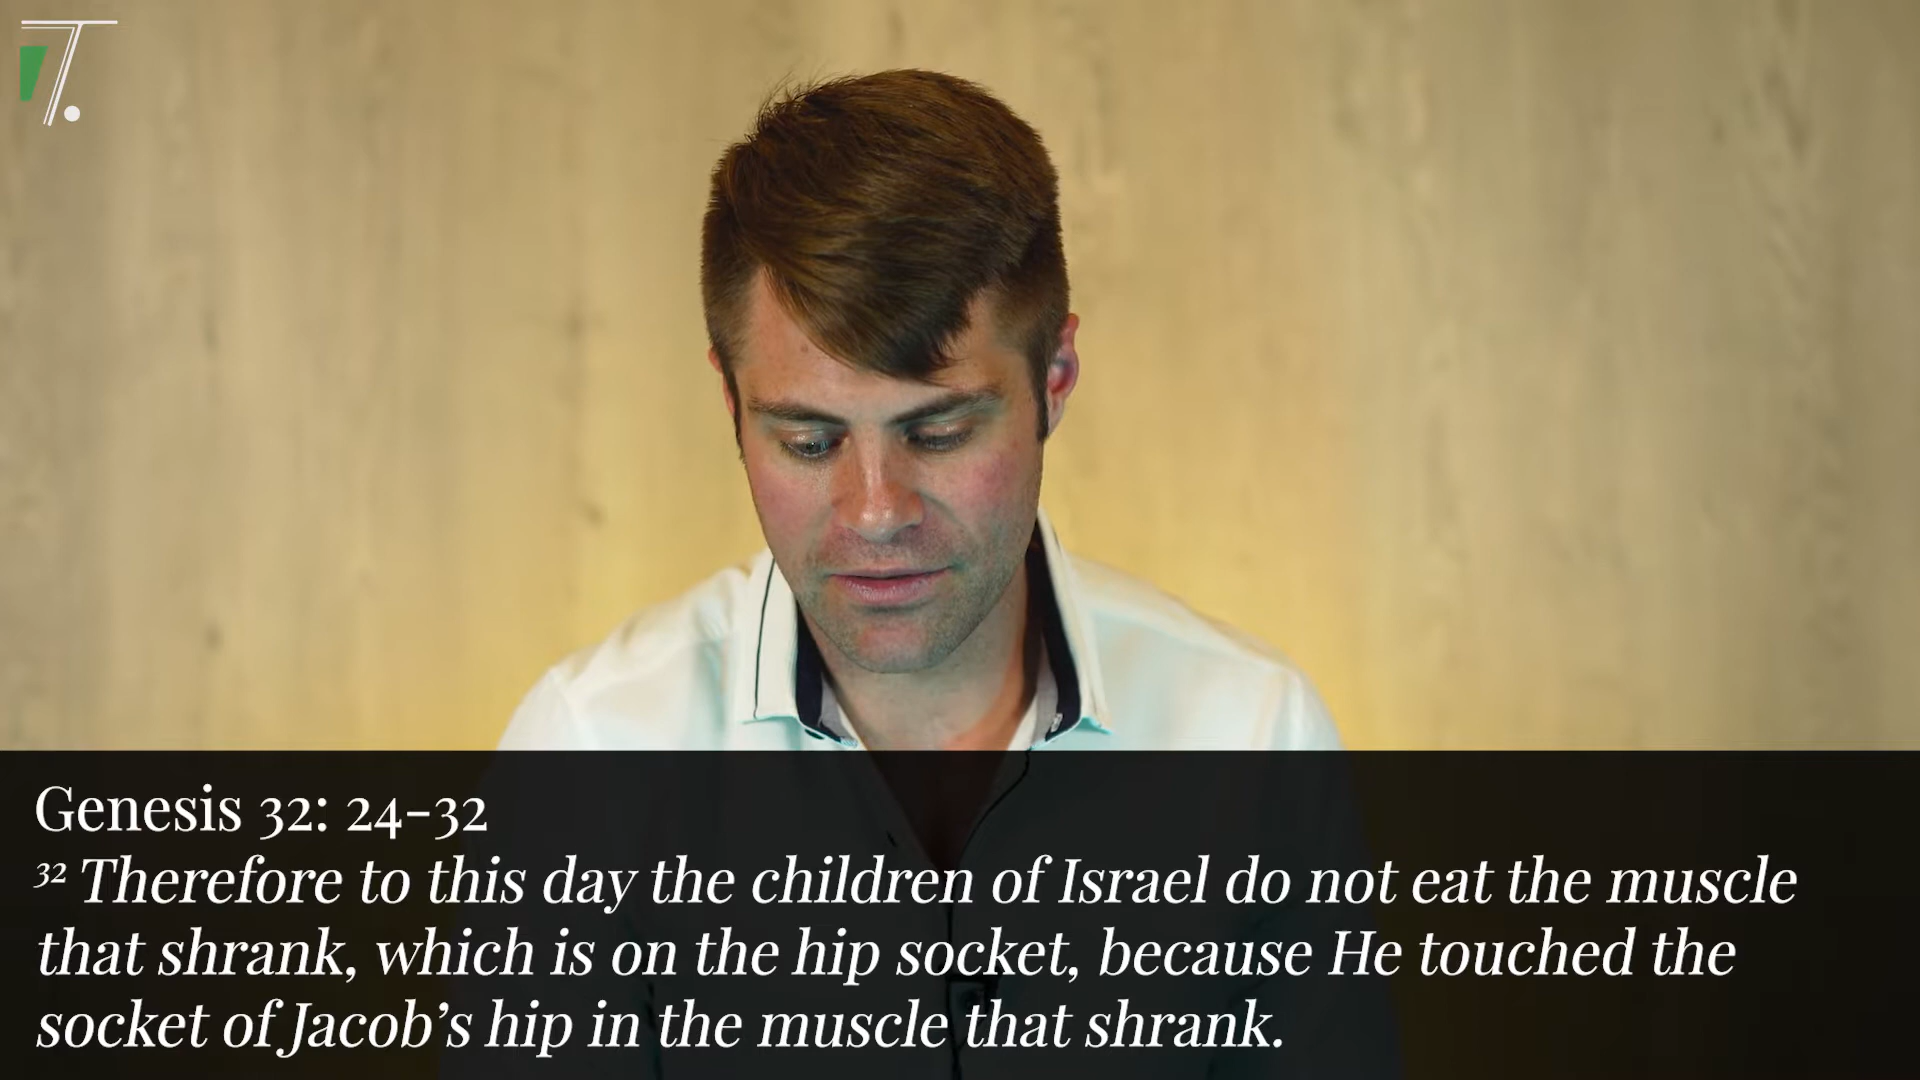 Genesis 32: 24-32
32 Therefore to this day the children of Israel do not eat the muscle
that shrank, which is on the hip socket, because He touched the
socket of Jacob's hip in the muscle that shrank.